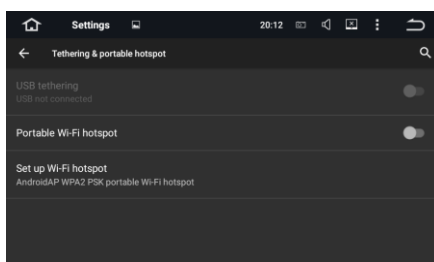 Settings 20:12
Tethering & portable hotspot
USB tethering
USB not connected
Portable Wi-Fi hotspot
Set up Wi-Fi hotspot
AndroidAP WPA2 PSK portable Wi-Fi hotspot